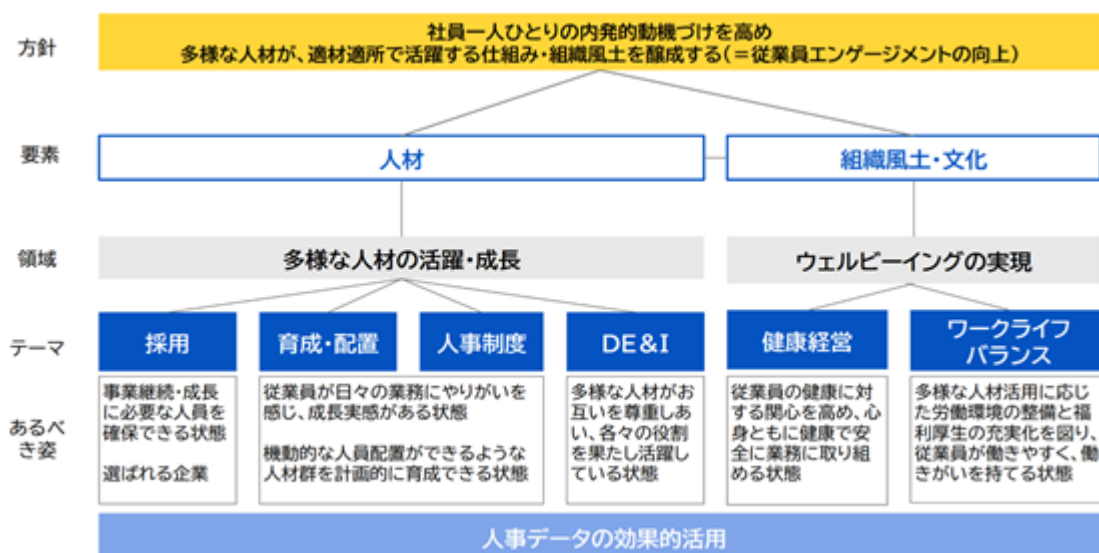 方針
社員一人ひとりの内発的動機づけを高め
多様な人材が、適材適所で活躍する仕組み・組織風土を醸成する(=従業員エンゲージメントの向上)
要素
人材
組織風土・文化
領域
多様な人材の活躍・成長
ウェルビーイングの実現
テーマ
採用
育成・配置
人事制度
DE&I
健康経営
ワークライフ
バランス
あるべ
き姿
事業継続・成長
に必要な人員を
確保できる状態
選ばれる企業
従業員が日々の業務にやりがいを
感じ、成長実感がある状態
機動的な人員配置ができるような
人材群を計画的に育成できる状態
多様な人材がお
互いを尊重しあ
い、各々の役割
を果たし活躍し
ている状態
従業員の健康に対
する関心を高め、心
身ともに健康で安
全に業務に取り組
める状態
多様な人材活用に応じ
た労働環境の整備と福
利厚生の充実化を図り、
従業員が働きやすく、働
きがいを持てる状態
人事データの効果的活用